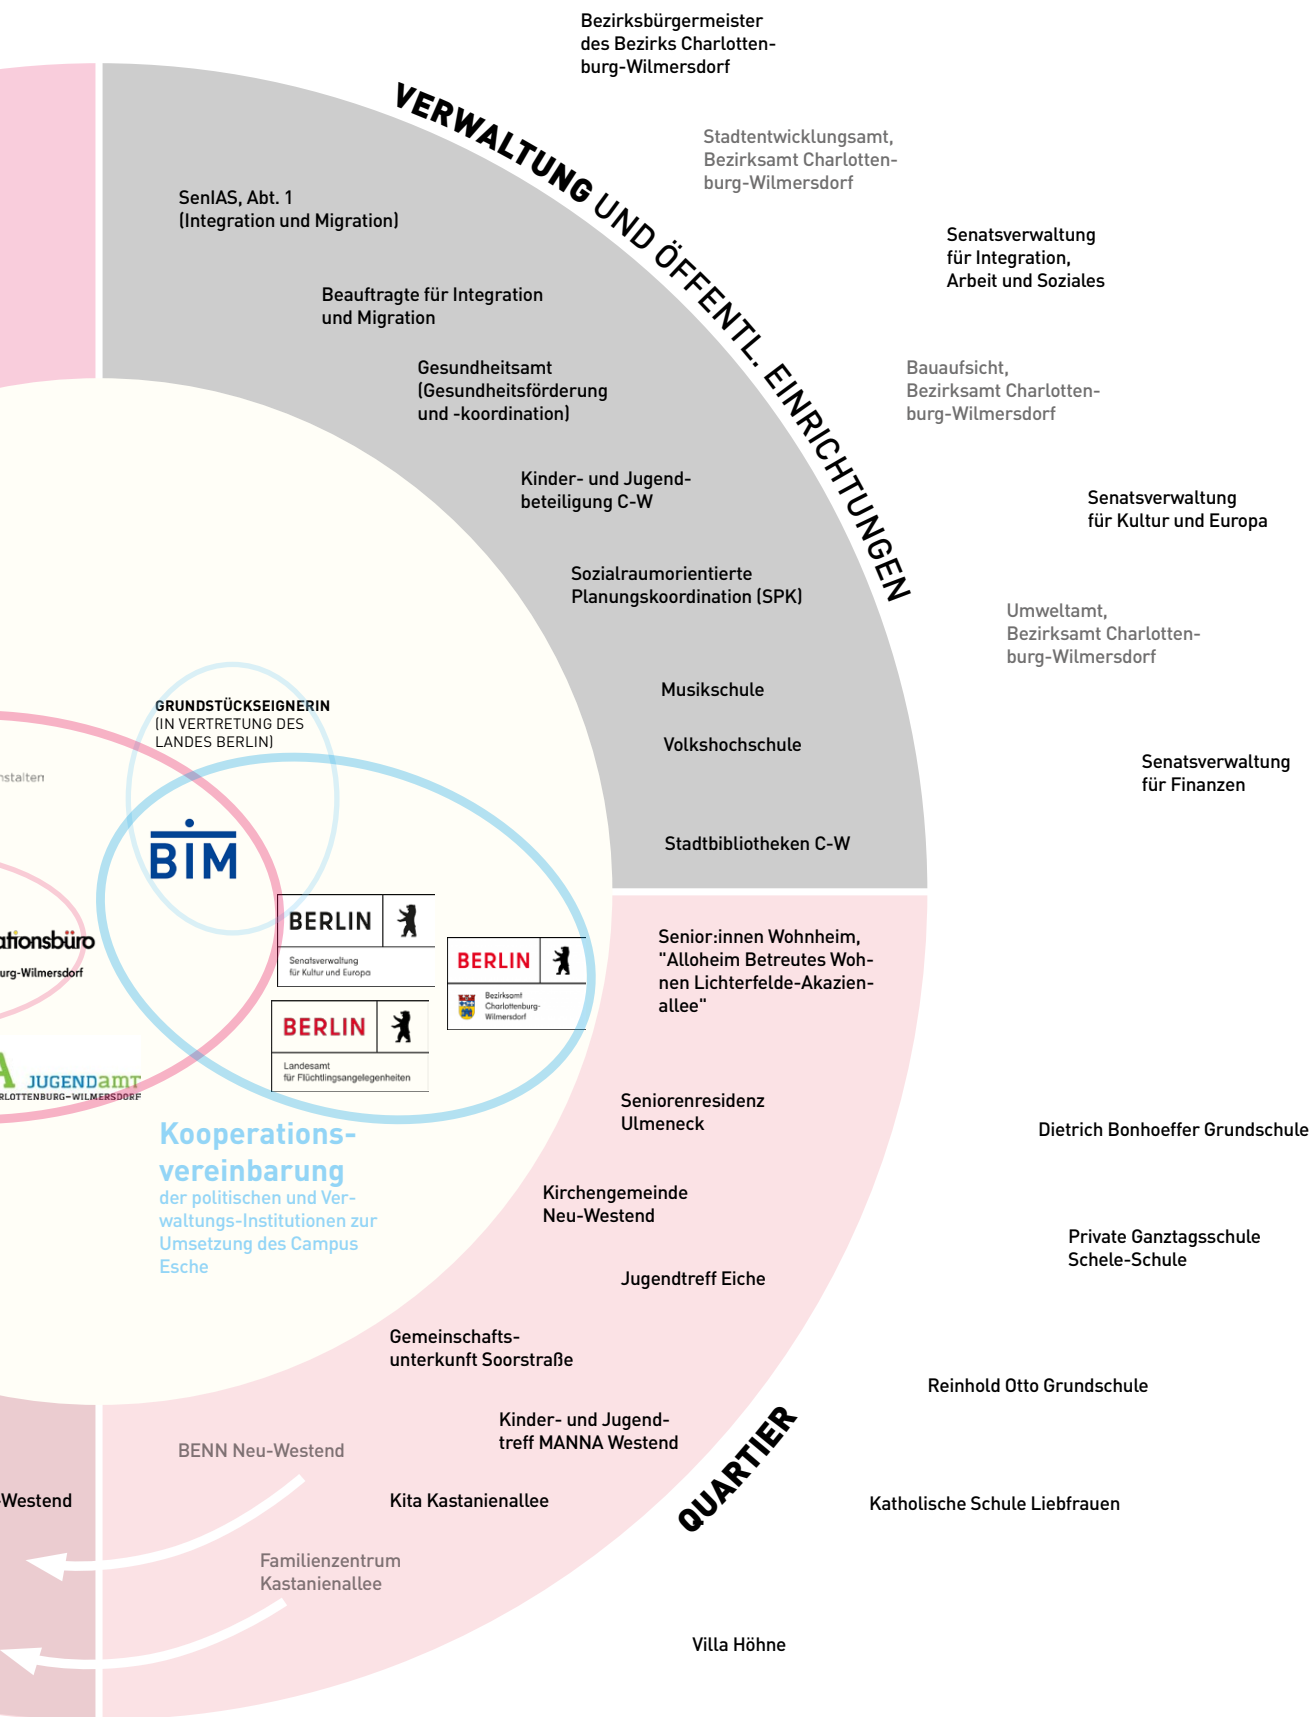 Bezirksbürgermeister
des Bezirks Charlotten-
burg-Wilmersdorf
Stadtentwicklungsamt,
Bezirksamt Charlotten-
burg-Wilmersdorf
Senatsverwaltung
für Integration,
Arbeit und Soziales
Bauaufsicht,
Bezirksamt Charlotten-
burg-Wilmersdorf
Senatsverwaltung
für Kultur und Europa
Umweltamt,
Bezirksamt Charlotten-
burg-Wilmersdorf
Senatsverwaltung
für Finanzen
VERWALTUNG UND ÖFFENTL. EINRICHTUNGEN
SenIAS, Abt. 1
(Integration und Migration)
Beauftragte für Integration
und Migration
Gesundheitsamt
(Gesundheitsförderung
und -koordination)
Kinder- und Jugend-
beteiligung C-W
Sozialraumorientierte
Planungskoordination (SPK)
Musikschule
Volkshochschule
Stadtbibliotheken C-W
GRUNDSTÜCKSEIGNERIN
(IN VERTRETUNG DES
LANDES BERLIN)
nstalten
BIM
ationsbüro
urg-Wilmersdorf
BERLIN
Senatsverwaltung
für Kultur und Europa
BERLIN
Bezirksamt
Charlottenburg-
Wilmersdorf
BERLIN
Landesamt
für Flüchtlingsangelegenheiten
A JUGENDamt
RLOTTENBURG-WILMERSDORF
Kooperations-
vereinbarung
der politischen und Ver-
waltungs-Institutionen zur
Umsetzung des Campus
Esche
Senior:innen Wohnheim,
"Alloheim Betreutes Woh-
nen Lichterfelde-Akazien-
allee"
Seniorenresidenz
Ulmeneck
Kirchengemeinde
Neu-Westend
Jugendtreff Eiche
Gemeinschafts-
unterkunft Soorstraße
Kinder- und Jugend-
treff MANNA Westend
BENN Neu-Westend
Kita Kastanienallee
-Westend
Familienzentrum
Kastanienallee
QUARTIER
Dietrich Bonhoeffer Grundschule
Private Ganztagsschule
Schele-Schule
Reinhold Otto Grundschule
Katholische Schule Liebfrauen
Villa Höhne